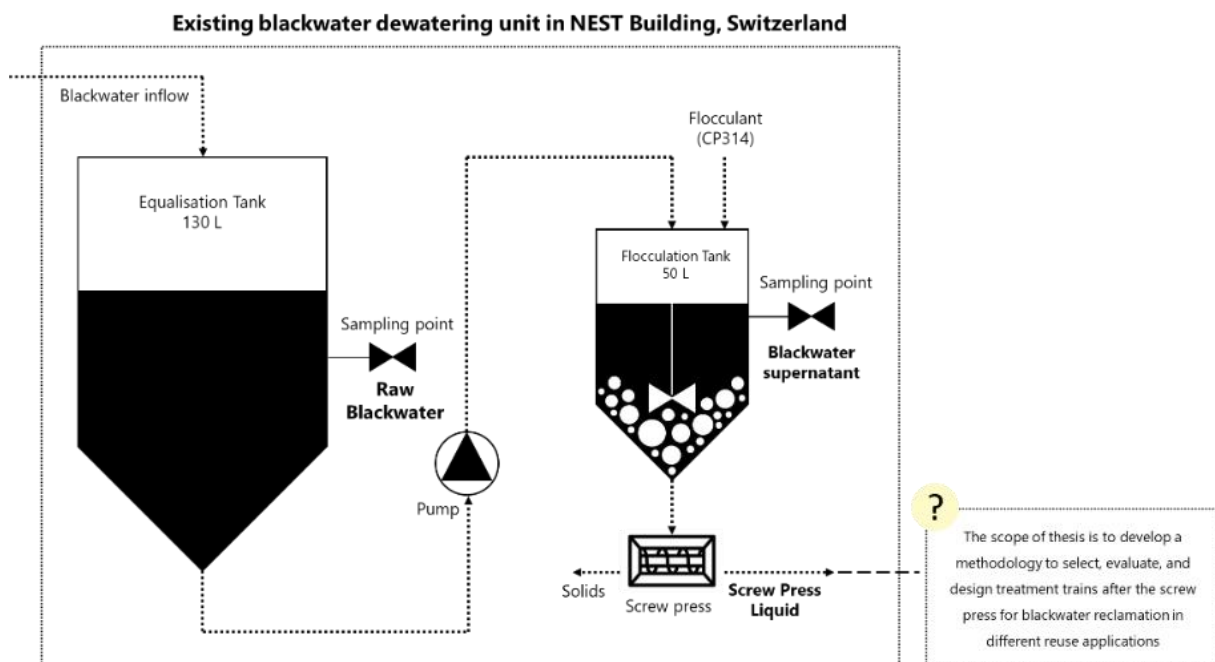 Existing blackwater dewatering unit in NEST Building, Switzerland
Blackwater inflow
Equalisation Tank
130 L
Sampling point
Raw
Blackwater
Pump
Flocculant
(CP314)
Flocculation Tank
50 L
Sampling point
Blackwater
supernatant
Solids
Screw press
Screw Press
Liquid
?
The scope of thesis is to develop a
methodology to select, evaluate, and
design treatment trains after the screw
press for blackwater reclamation in
different reuse applications